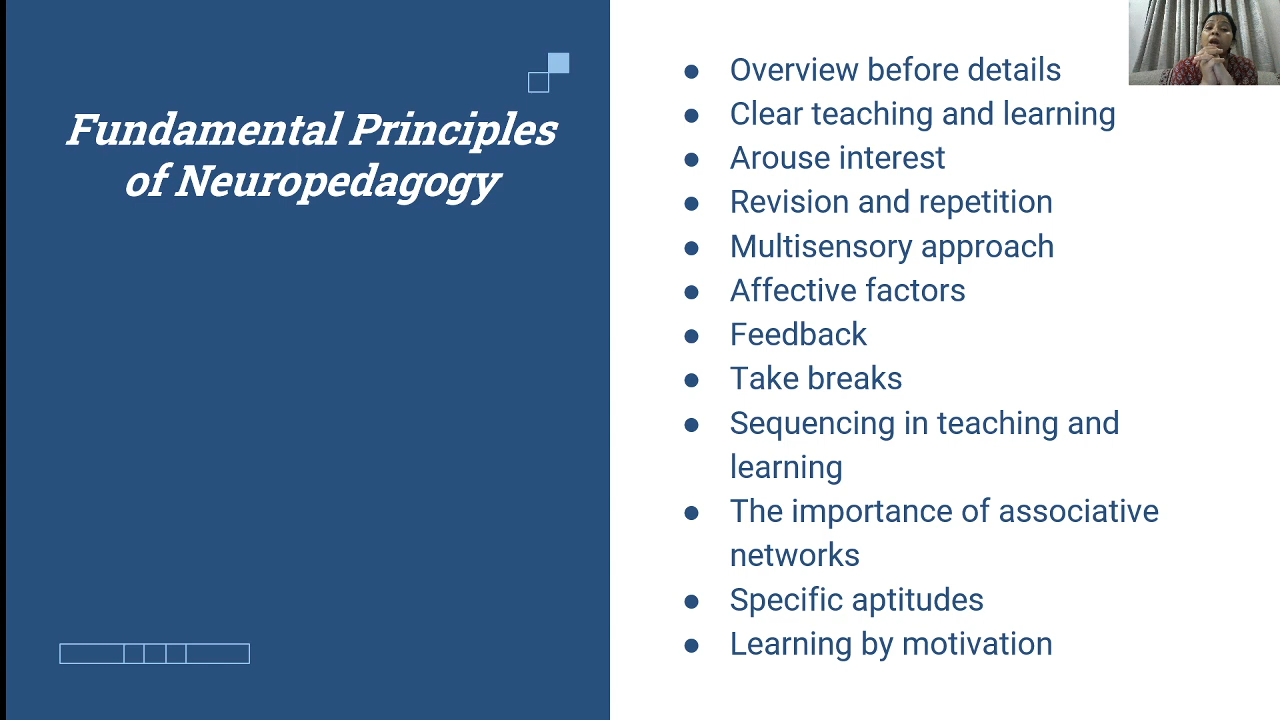 Fundamental Principles
of Neuropedagogy
● Overview before details
● Clear teaching and learning
● Arouse interest
● Revision and repetition
● Multisensory approach
● Affective factors
● Feedback
● Take breaks
● Sequencing in teaching and
learning
● The importance of associative
networks
● Specific aptitudes
● Learning by motivation